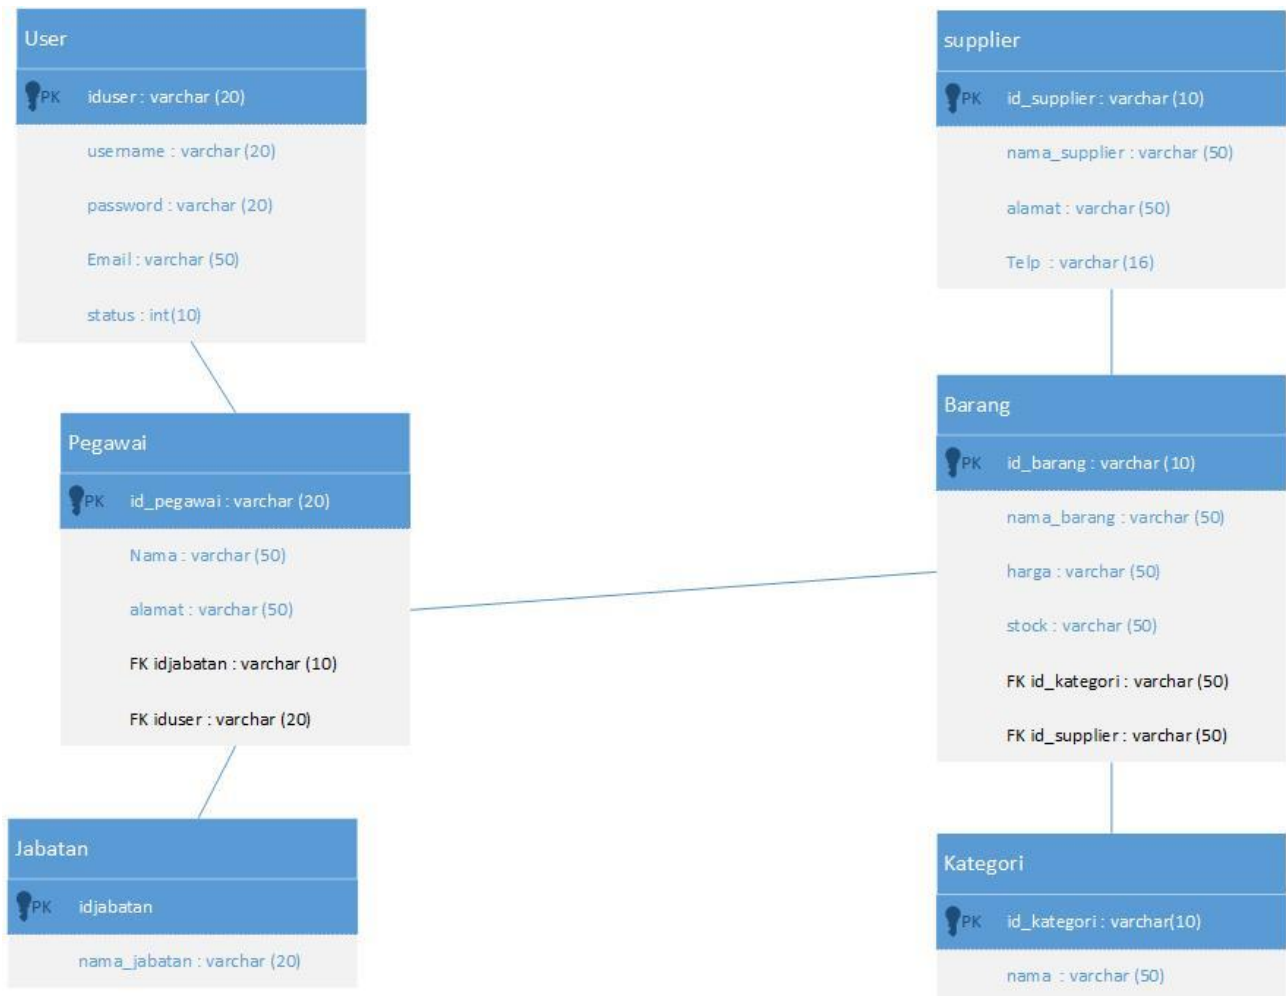 User
PK iduser : varchar (20)
username : varchar (20)
password : varchar (20)
Email : varchar (50)
status : int(10)
Pegawai
PK id_pegawai : varchar (20)
Nama : varchar (50)
alamat : varchar (50)
FK idjabatan : varchar (10)
FK iduser : varchar (20)
Jabatan
PK idjabatan
nama_jabatan : varchar (20)
supplier
PK id_supplier : varchar (10)
nama_supplier : varchar (50)
alamat : varchar (50)
Telp : varchar (16)
Barang
PK id_barang : varchar (10)
nama_barang : varchar (50)
harga : varchar (50)
stock : varchar (50)
FK id_kategori : varchar (50)
FK id_supplier : varchar (50)
Kategori
PK id_kategori : varchar(10)
nama : varchar (50)